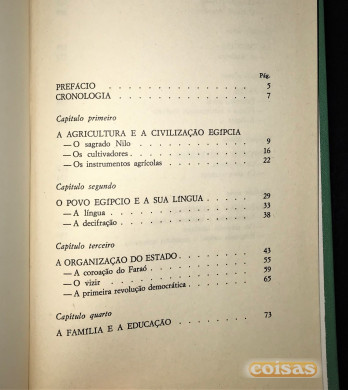 Pág.
PREFÁCIO . . . . . . . . . . . . 5
CRONOLOGIA . . . . . . . . . . . 7
Capítulo primeiro
A AGRICULTURA E A CIVILIZAÇÃO EGÍPCIA
— O sagrado Nilo . . . . . . . . . . 9
— Os cultivadores . . . . . . . . . . 16
— Os instrumentos agrícolas . . . . . . . 22
Capítulo segundo
O POVO EGÍPCIO E A SUA LÍNGUA . . . . . 29
— A língua . . . . . . . . . . . 33
— A decifração . . . . . . . . . . 38
Capítulo terceiro
A ORGANIZAÇÃO DO ESTADO . . . . . . . 43
— A coroação do Faraó . . . . . . . . 55
— O vizir . . . . . . . . . . . 59
— A primeira revolução democrática . . . . . 65
Capítulo quarto
A FAMÍLIA E A EDUCAÇÃO . . . . . . . 73
coisas